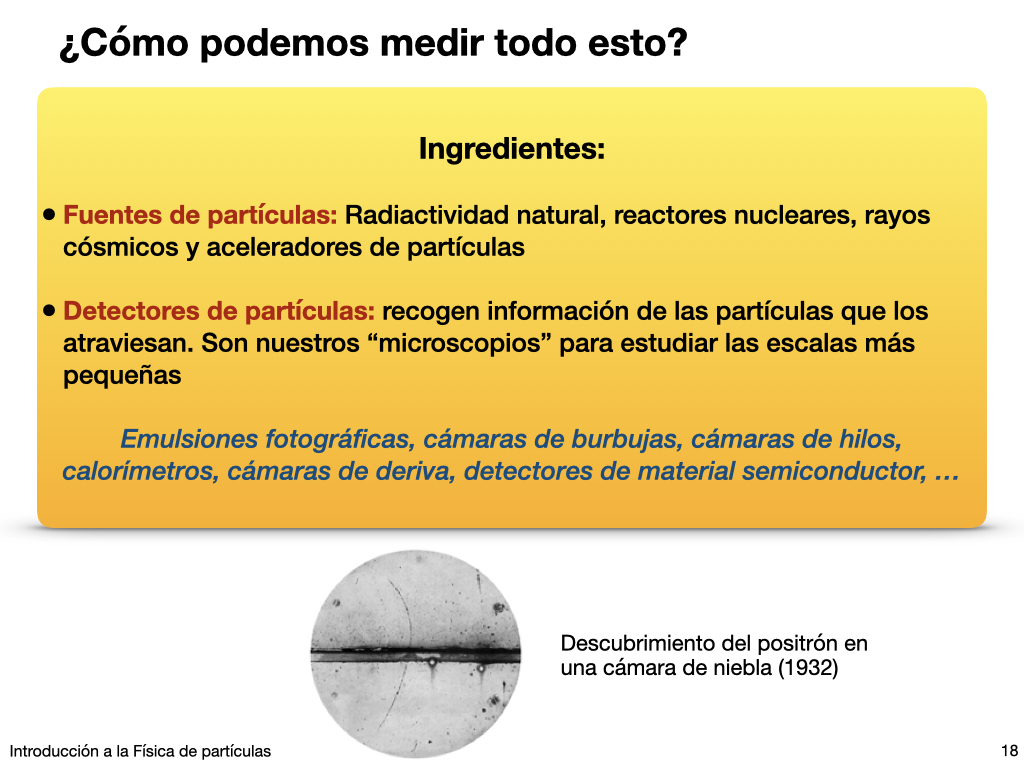 ¿Cómo podemos medir todo esto?
Ingredientes:
• Fuentes de partículas: Radiactividad natural, reactores nucleares, rayos
cósmicos y aceleradores de partículas
• Detectores de partículas: recogen información de las partículas que los
atraviesan. Son nuestros “microscopios” para estudiar las escalas más
pequeñas
Emulsiones fotográficas, cámaras de burbujas, cámaras de hilos,
calorímetros, cámaras de deriva, detectores de material semiconductor, …
Descubrimiento del positrón en
una cámara de niebla (1932)
Introducción a la Física de partículas
18